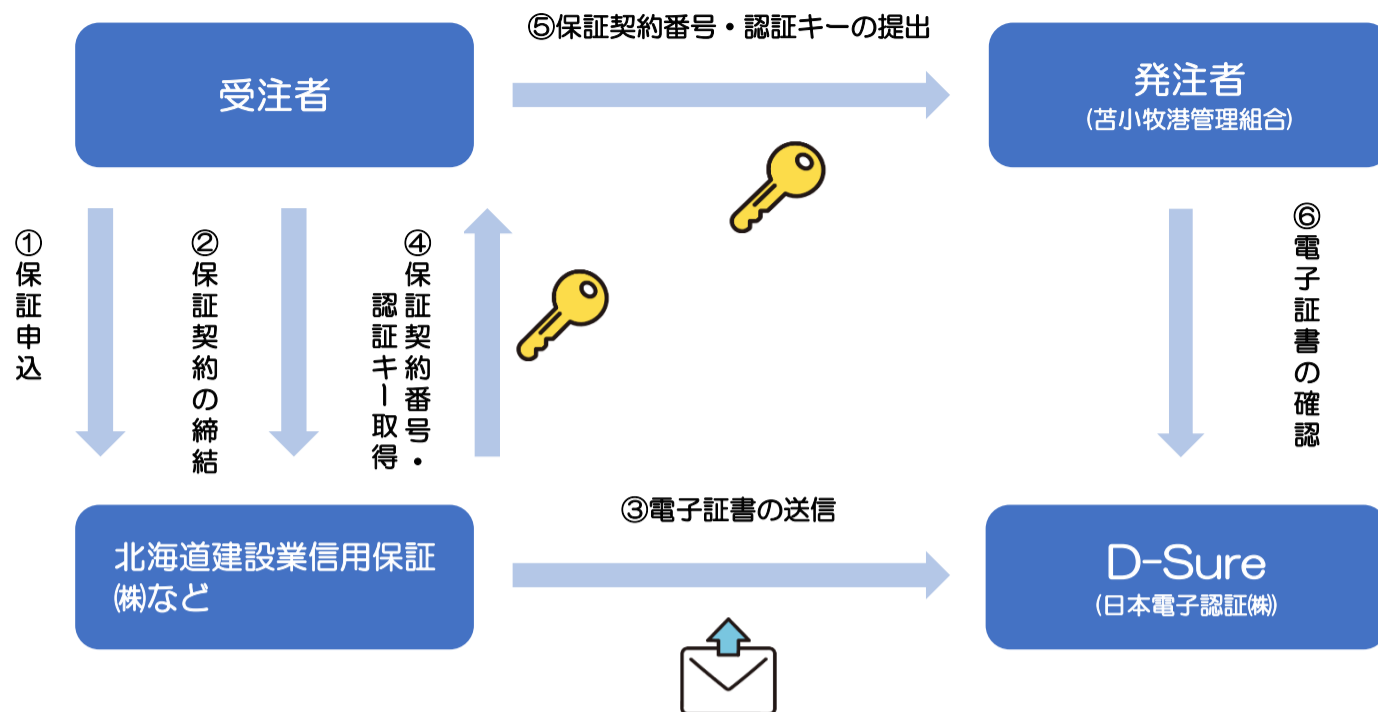 ⑤保証契約番号・認証キーの提出
受注者
発注者
(苫小牧港管理組合)
①保証申込
②保証契約の締結
④保証契約番号・
認証キー取得
⑥電子証書の確認
③電子証書の送信
北海道建設業信用保証
㈱など
D-Sure
(日本電子認証㈱)